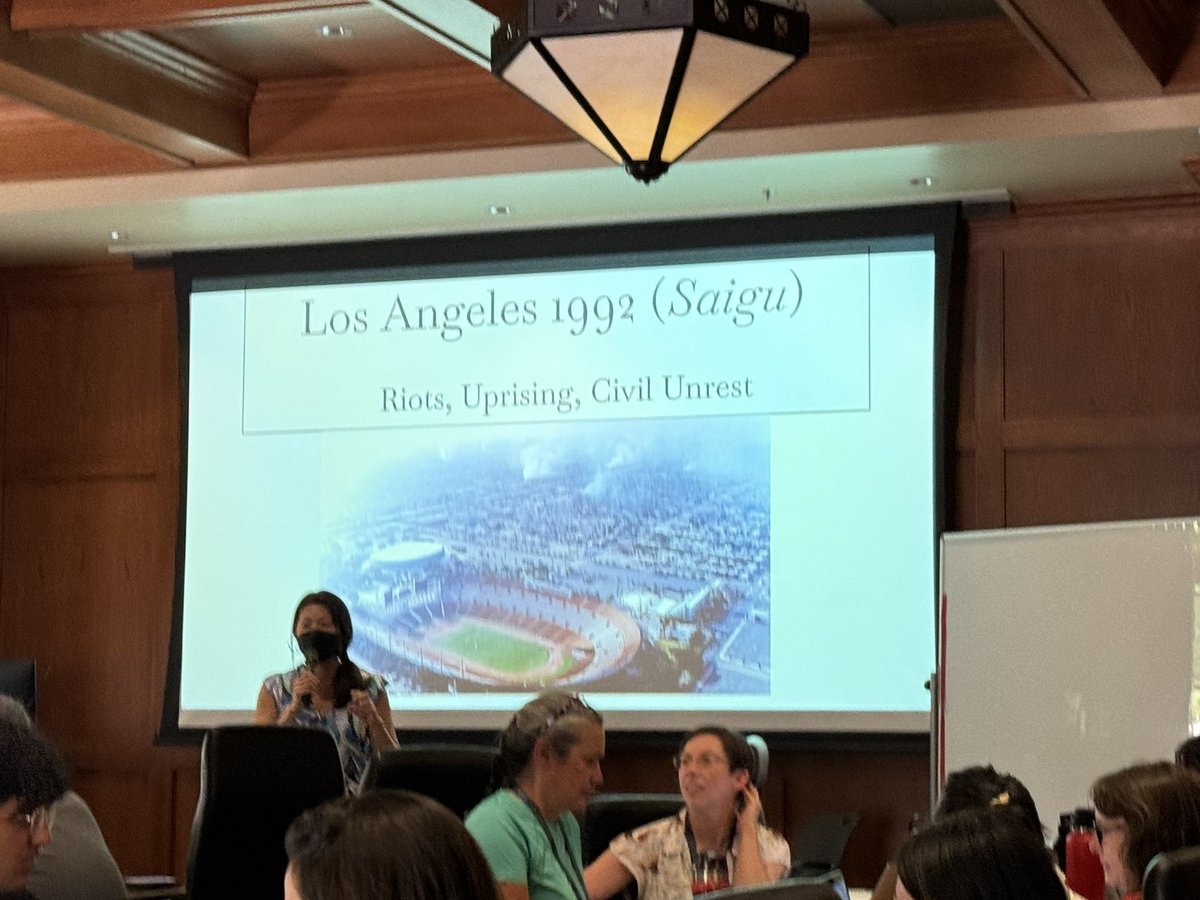 Los Angeles 1992 (Saigu)
Riots, Uprising, Civil Unrest